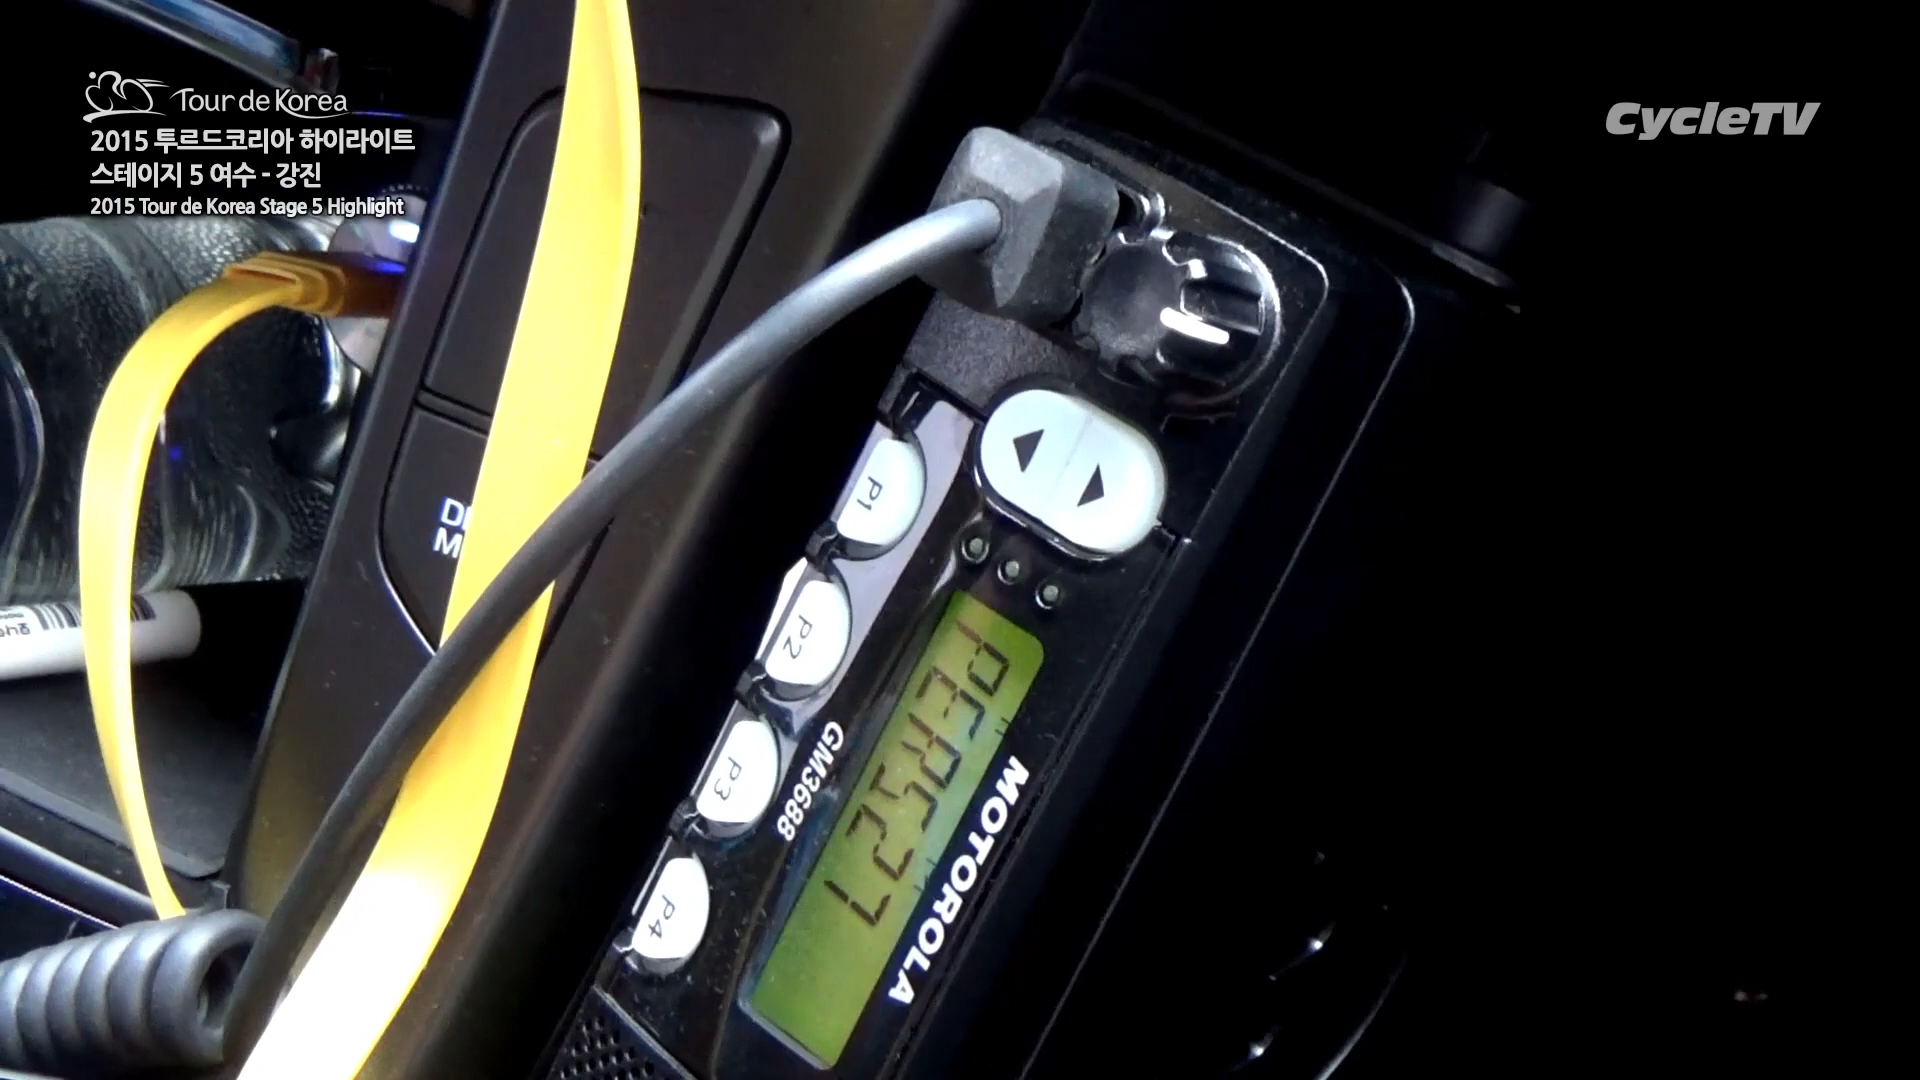 Tour de Korea
2015 투르드코리아 하이라이트
스테이지 5 여수 - 강진
2015 Tour de Korea Stage 5 Highlight
CycleTV
P1
P2
P3
P4
GM3688
MOTOROLA